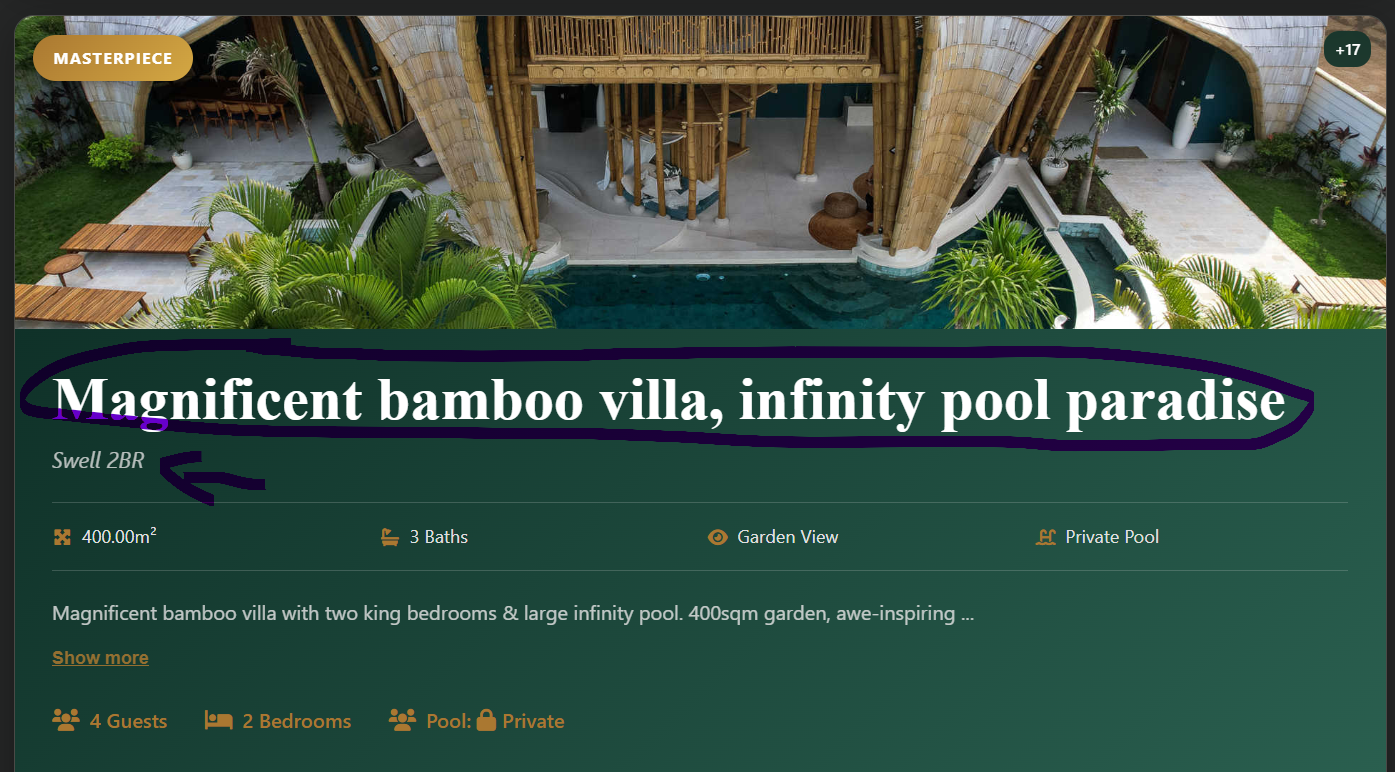 MASTERPIECE
+17
Magnificent bamboo villa, infinity pool paradise
Swell 2BR
400.00m²
3 Baths
Garden View
Private Pool
Magnificent bamboo villa with two king bedrooms & large infinity pool. 400sqm garden, awe-inspiring ...
Show more
4 Guests
2 Bedrooms
Pool: Private